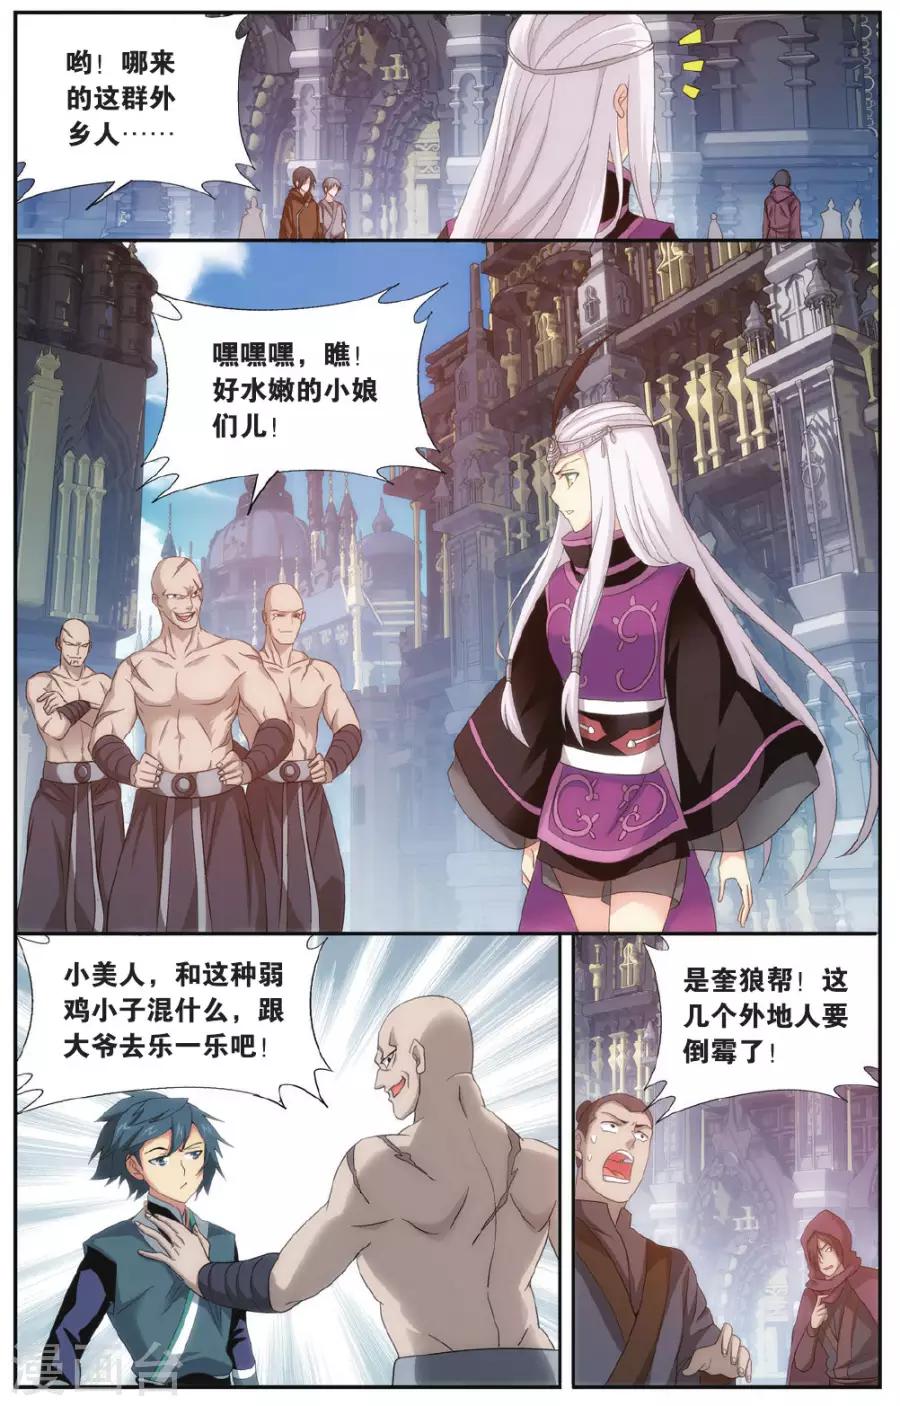 哟！哪来
的这群外
乡人……
嘿嘿嘿，瞧！
好水嫩的小娘
们儿！
小美人，和这种弱
鸡小子混什么，跟
大爷去乐一乐吧！
是奎狼帮！这
几个外地人要
倒霉了！
漫画台